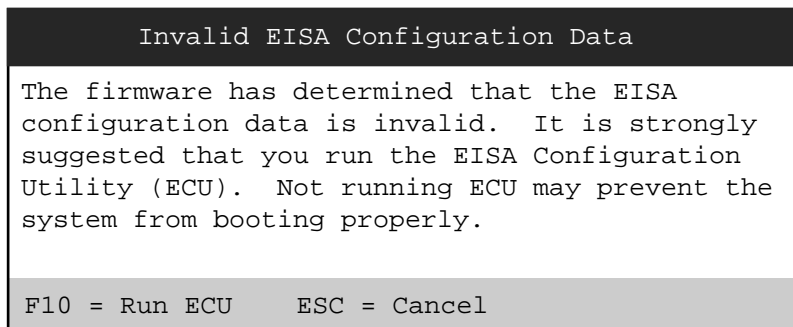 Invalid EISA Configuration Data
The firmware has determined that the EISA
configuration data is invalid.  It is strongly
suggested that you run the EISA Configuration
Utility (ECU).  Not running ECU may prevent the
system from booting properly.
F10 = Run ECU    ESC = Cancel